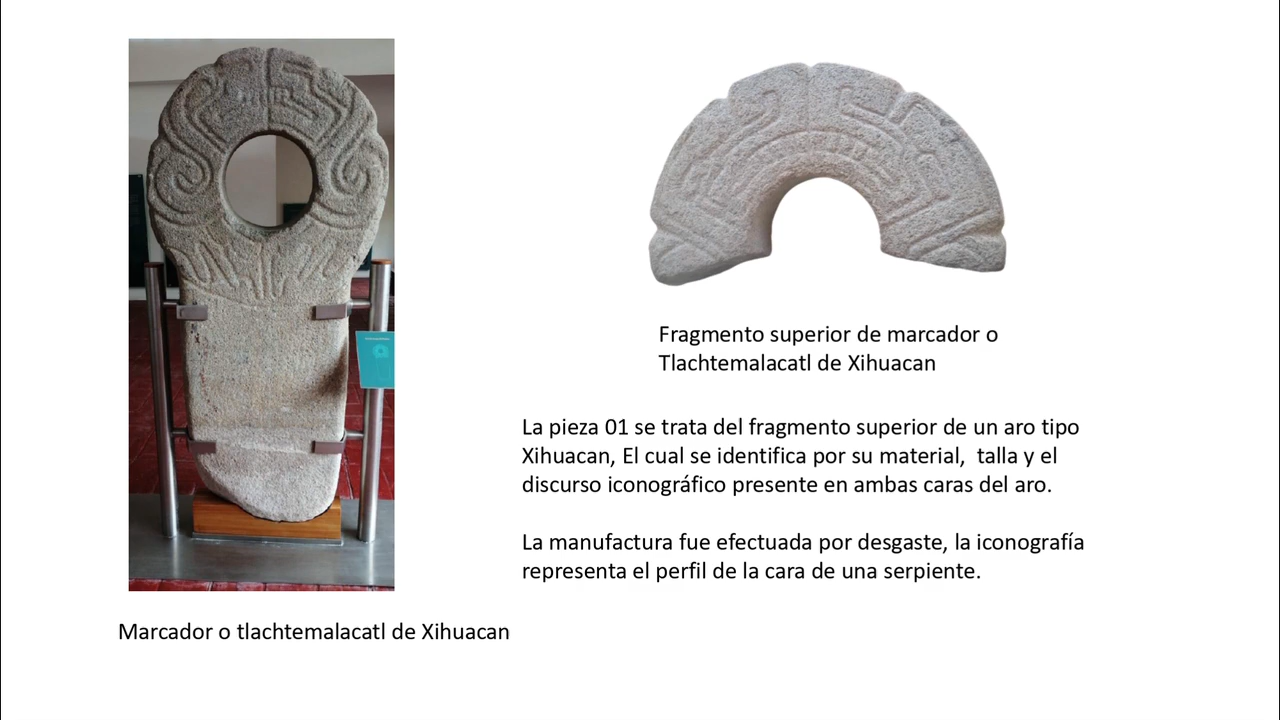 Fragmento superior de marcador o
Tlachtemalacatl de Xihuacan
La pieza 01 se trata del fragmento superior de un aro tipo
Xihuacan, El cual se identifica por su material,  talla y el
discurso iconográfico presente en ambas caras del aro.
La manufactura fue efectuada por desgaste, la iconografía
representa el perfil de la cara de una serpiente.
Marcador o tlachtemalacatl de Xihuacan